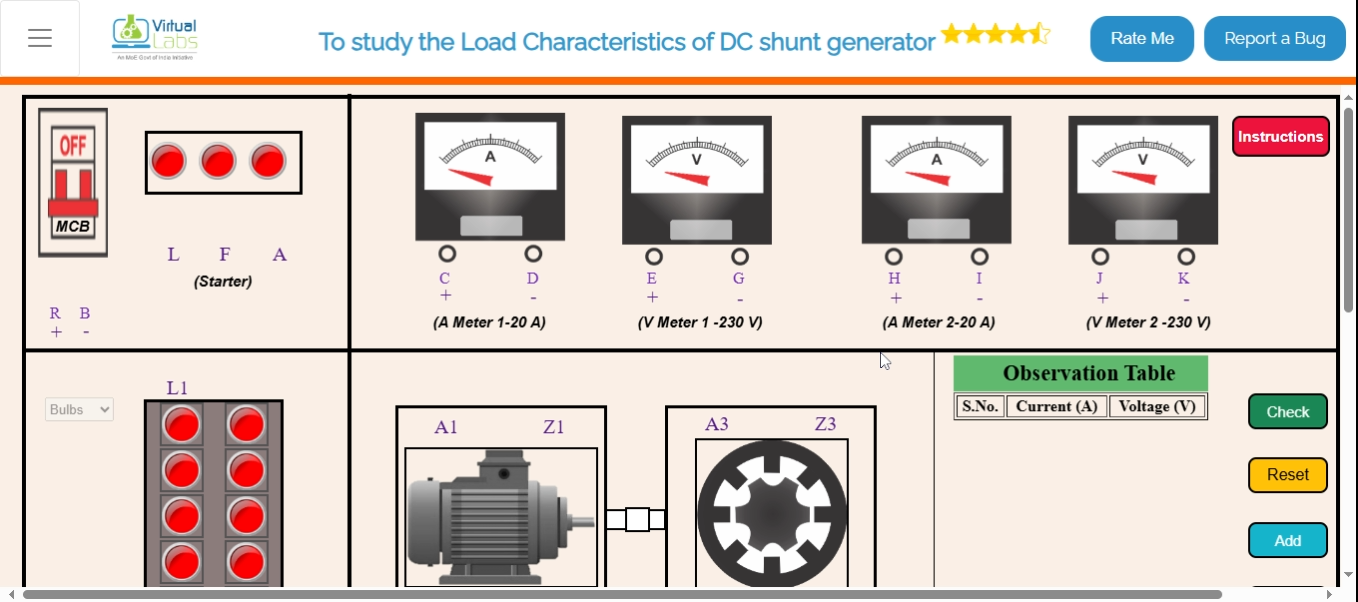 Virtual
Labs
An MoE Govt of India Initiative
To study the Load Characteristics of DC shunt generator
Rate Me
Report a Bug
OFF
MCB
L F A
(Starter)
R B
+ -
A
C D
+ -
(A Meter 1-20 A)
V
E G
+ -
(V Meter 1 -230 V)
A
H I
+ -
(A Meter 2-20 A)
V
J K
+ -
(V Meter 2 -230 V)
Instructions
Bulbs
L1
A1 Z1
A3 Z3
Observation Table
S.No. Current (A) Voltage (V)
Check
Reset
Add